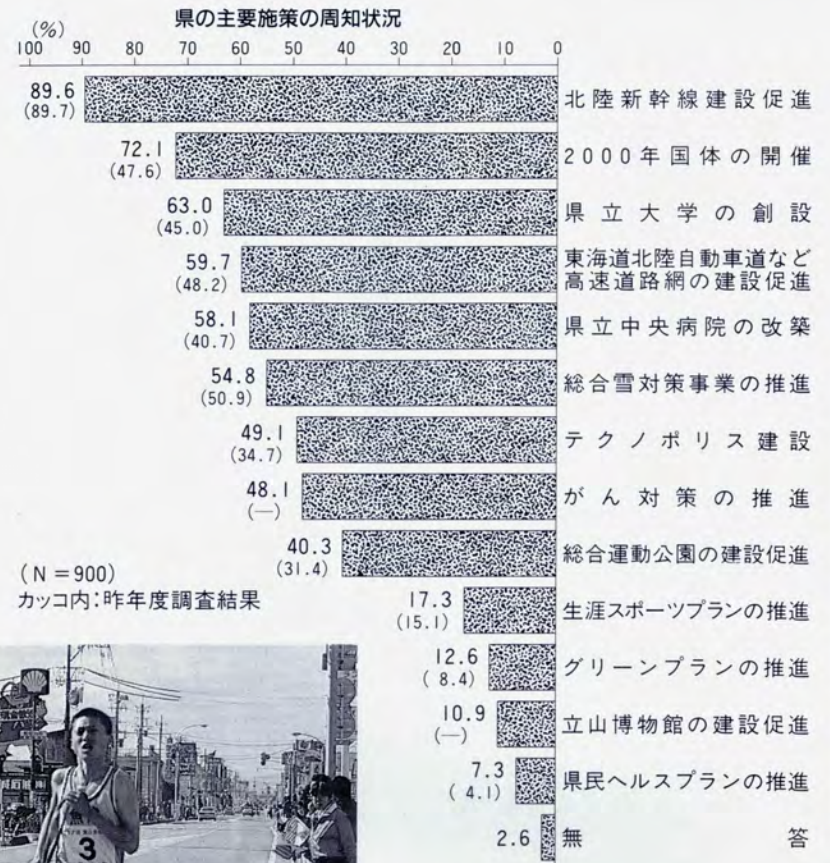 県の主要施策の周知状況
(%)
100 90 80 70 60 50 40 30 20 10 0
89.6 北陸新幹線建設促進
(89.7)
72.1 2000年国体の開催
(47.6)
63.0 県立大学の創設
(45.0)
59.7 東海道北陸自動車道など
(48.2) 高速道路網の建設促進
58.1 県立中央病院の改築
(40.7)
54.8 総合雪対策事業の推進
(50.9)
49.1 テクノポリス建設
(34.7)
48.1 がん対策の推進
(—)
40.3 総合運動公園の建設促進
(31.4)
(N=900)
カッコ内:昨年度調査結果
17.3 生涯スポーツプランの推進
(15.1)
12.6 グリーンプランの推進
(8.4)
10.9 立山博物館の建設促進
(—)
7.3 県民ヘルスプランの推進
(4.1)
2.6 無答
3